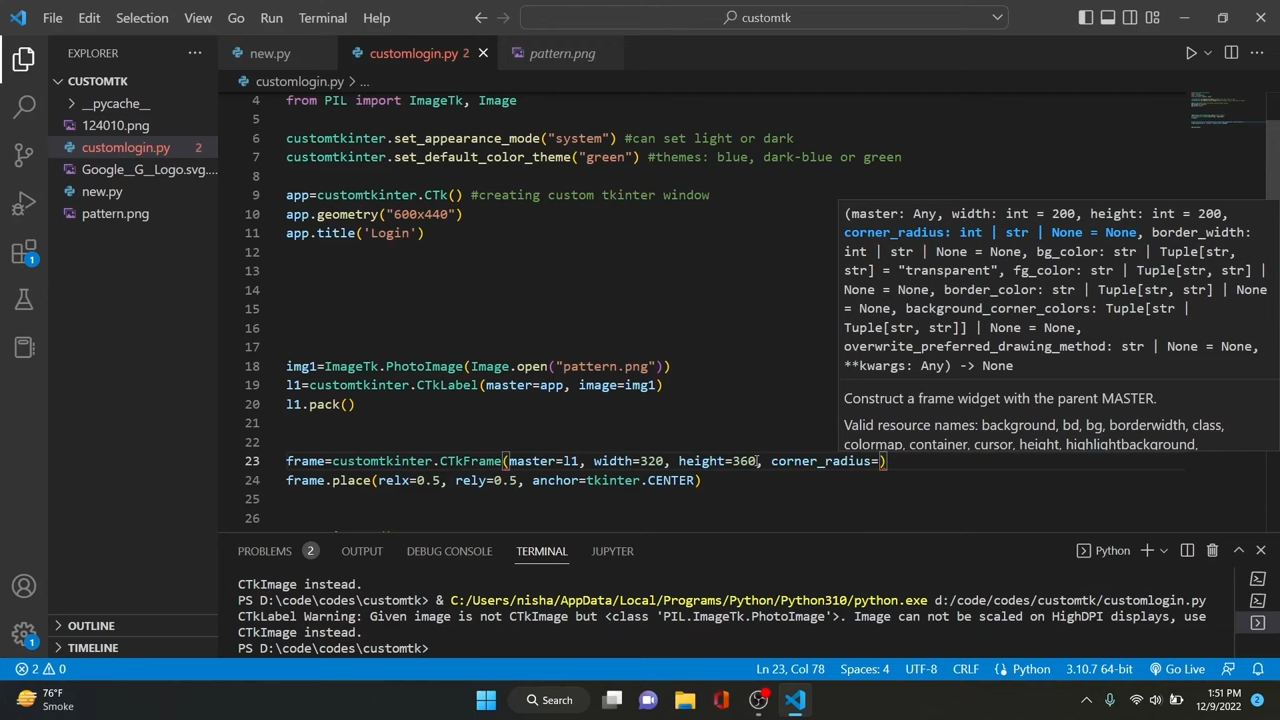 File Edit Selection View Go Run Terminal Help
customtk
EXPLORER
new.py
customlogin.py 2
pattern.png
CUSTOMTK
customlogin.py > ...
__pycache__
124010.png
customlogin.py 2
Google__G__Logo.svg....
new.py
pattern.png
4 from PIL import ImageTk, Image
5
6 customtkinter.set_appearance_mode("system") #can set light or dark
7 customtkinter.set_default_color_theme("green") #themes: blue, dark-blue or green
8
9 app=customtkinter.CTk() #creating custom tkinter window
10 app.geometry("600x440")
11 app.title('Login')
12
13
14
15
16
17
18 img1=ImageTk.PhotoImage(Image.open("pattern.png"))
19 l1=customtkinter.CTkLabel(master=app, image=img1)
20 l1.pack()
21
22
23 frame=customtkinter.CTkFrame(master=l1, width=320, height=360, corner_radius=)
24 frame.place(relx=0.5, rely=0.5, anchor=tkinter.CENTER)
25
26
(master: Any, width: int = 200, height: int = 200,
corner_radius: int | str | None = None, border_width:
int | str | None = None, bg_color: str | Tuple[str,
str] = "transparent", fg_color: str | Tuple[str, str] |
None = None, border_color: str | Tuple[str, str] | None
= None, background_corner_colors: Tuple[str |
Tuple[str, str]] | None = None,
overwrite_preferred_drawing_method: str | None = None,
**kwargs: Any) -> None
Construct a frame widget with the parent MASTER.
Valid resource names: background, bd, bg, borderwidth, class,
colormap, container, cursor, height, highlightbackground,
1
PROBLEMS 2 OUTPUT DEBUG CONSOLE TERMINAL JUPYTER
Python
CTkImage instead.
PS D:\code\codes\customtk> & C:/Users/nisha/AppData/Local/Programs/Python/Python310/python.exe d:/code/codes/customtk/customlogin.py
CTkLabel Warning: Given image is not CTkImage but <class 'PIL.ImageTk.PhotoImage'>. Image can not be scaled on HighDPI displays, use
CTkImage instead.
PS D:\code\codes\customtk>
OUTLINE
TIMELINE
1
2 0
Ln 23, Col 78 Spaces: 4 UTF-8 CRLF Python 3.10.7 64-bit Go Live
76°F
Smoke
Search
1:51 PM
12/9/2022
2